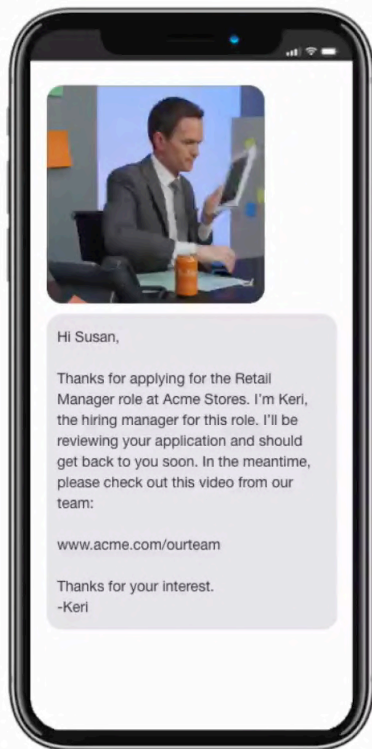 Hi Susan,
Thanks for applying for the Retail
Manager role at Acme Stores. I'm Keri,
the hiring manager for this role. I'll be
reviewing your application and should
get back to you soon. In the meantime,
please check out this video from our
team:
www.acme.com/ourteam
Thanks for your interest.
-Keri